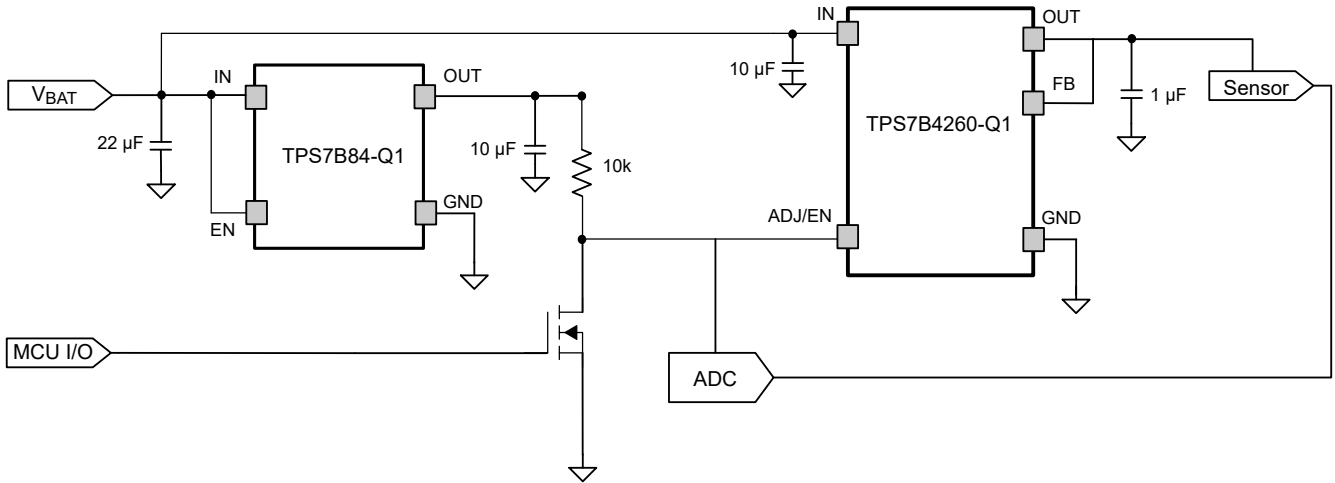 IN
OUT
V_BAT
IN
OUT
10 µF
FB
Sensor
1 µF
TPS7B4260-Q1
22 µF
TPS7B84-Q1
10 µF
10k
EN
GND
ADJ/EN
GND
MCU I/O
ADC